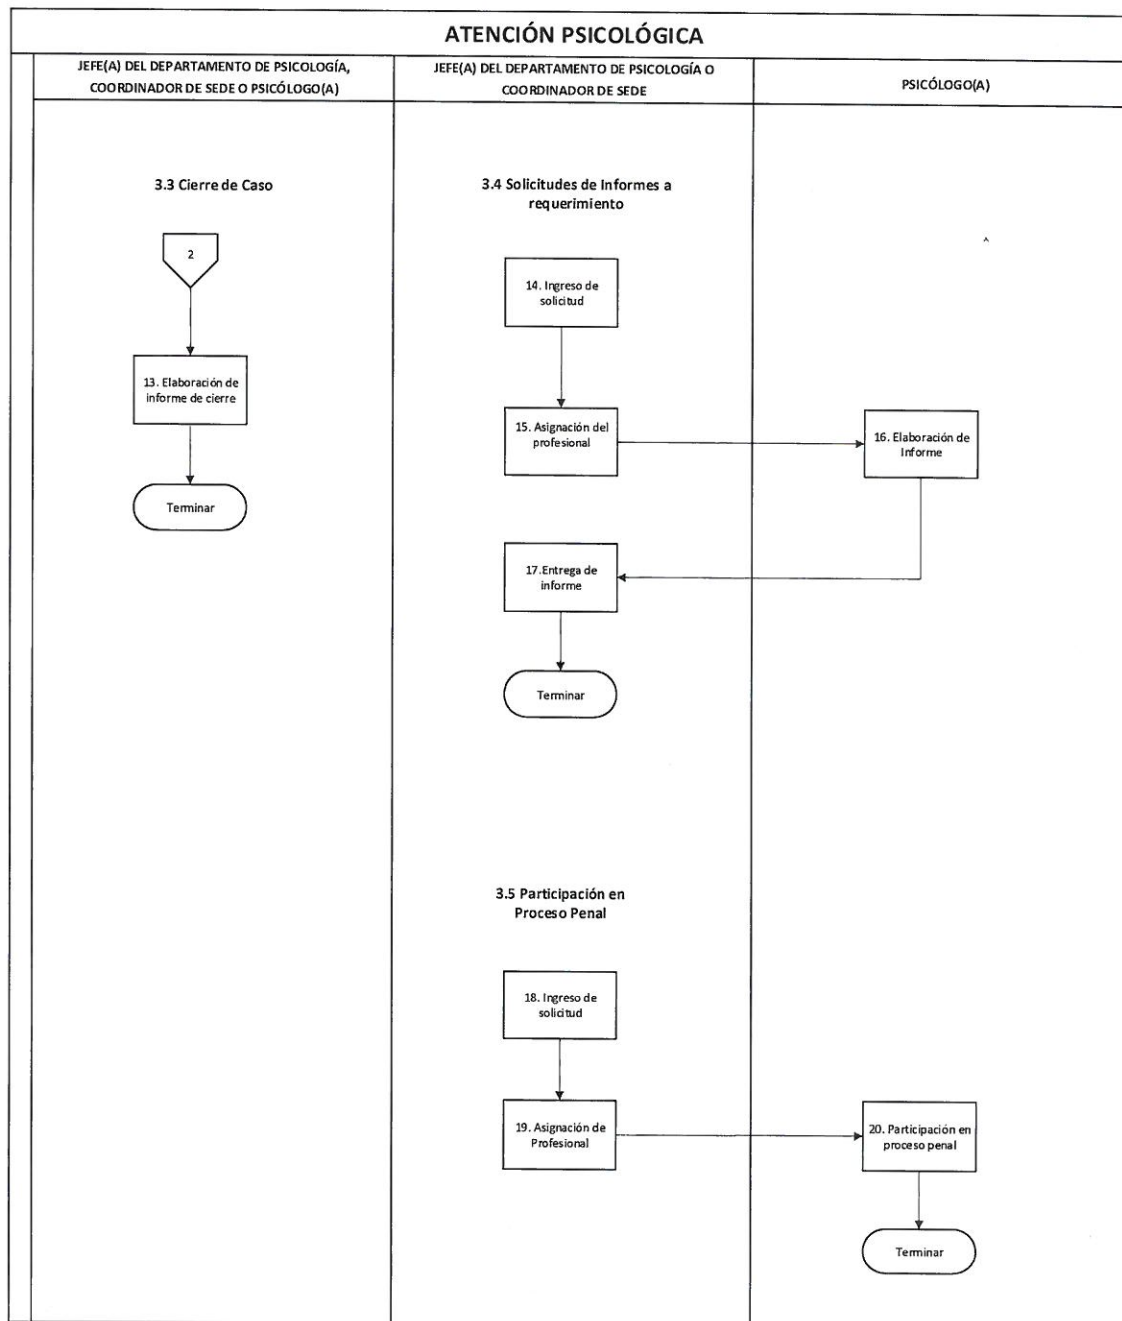 ATENCIÓN PSICOLÓGICA
JEFE(A) DEL DEPARTAMENTO DE PSICOLOGÍA,
COORDINADOR DE SEDE O PSICÓLOGO(A)
JEFE(A) DEL DEPARTAMENTO DE PSICOLOGÍA O
COORDINADOR DE SEDE
PSICÓLOGO(A)
3.3 Cierre de Caso
2
13. Elaboración de
informe de cierre
Terminar
3.4 Solicitudes de Informes a
requerimiento
14. Ingreso de
solicitud
15. Asignación del
profesional
16. Elaboración de
Informe
17.Entrega de
informe
Terminar
3.5 Participación en
Proceso Penal
18. Ingreso de
solicitud
19. Asignación de
Profesional
20. Participación en
proceso penal
Terminar